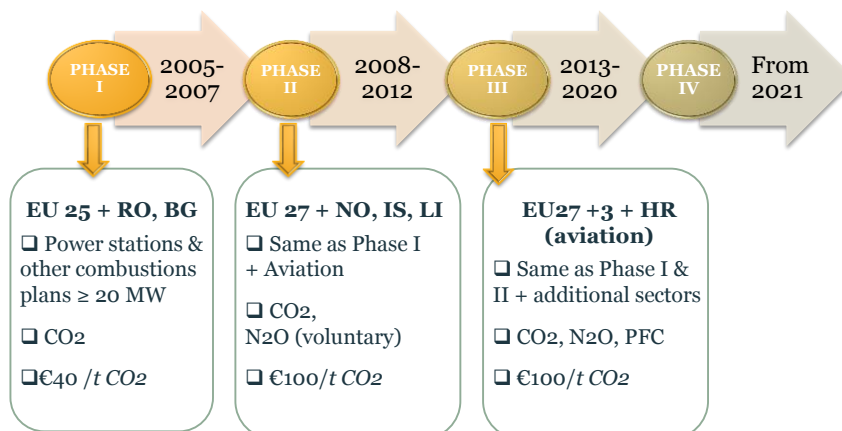 PHASE
I
2005-
2007
PHASE
II
2008-
2012
PHASE
III
2013-
2020
PHASE
IV
From
2021
EU 25 + RO, BG
❑ Power stations &
other combustions
plans ≥ 20 MW
❑ CO2
❑€40 /t CO2
EU 27 + NO, IS, LI
❑ Same as Phase I
+ Aviation
❑ CO2,
N2O (voluntary)
❑ €100/t CO2
EU27 +3 + HR
(aviation)
❑ Same as Phase I &
II + additional sectors
❑ CO2, N2O, PFC
❑ €100/t CO2